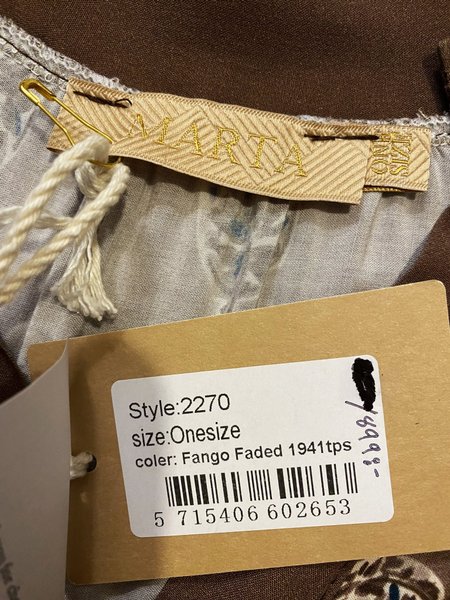 MARTA
Style:2270
size:Onesize
coler: Fango Faded 1941tps
5 715406 602653